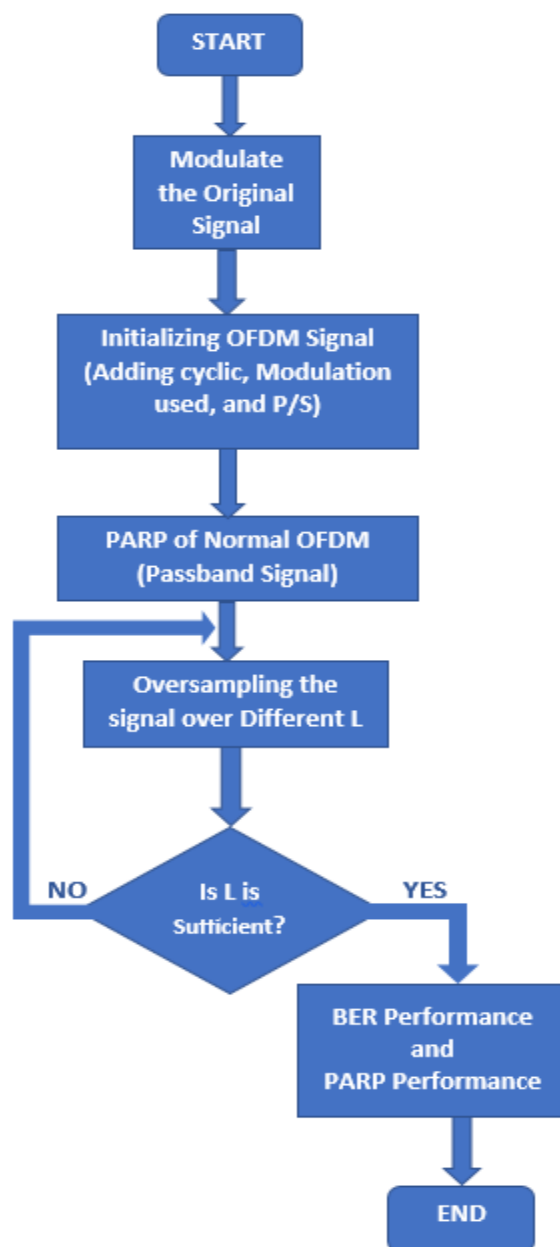 START
Modulate
the Original
Signal
Initializing OFDM Signal
(Adding cyclic, Modulation
used, and P/S)
PARP of Normal OFDM
(Passband Signal)
Oversampling the
signal over Different L
NO
Is L is
Sufficient?
YES
BER Performance
and
PARP Performance
END